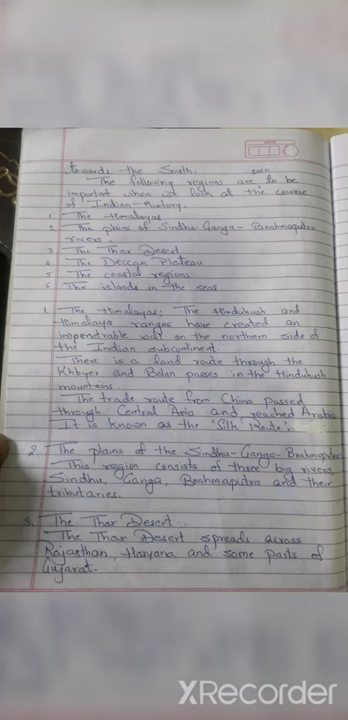 towards the South.
seen
The following regions are to be
important when we look at the course
of Indian History.
1 The Himalayas
2 The plains of Sindhu-Ganga-Brahmaputra
rivers.
3 The Thar Desert
4 The Deccan Plateau
5 The coastal regions
6 The islands in the seas
1. The Himalayas: The Hindukush and
Himalaya ranges have created an
inpenetrable wall on the northern side of
the Indian subcontinent.
There is a land route through the
Khbyer and Bolan passes in the Hindukush
mountains.
The trade route from China passed
through Central Asia and reached Arabia.
It is known as the 'Silk Route'.
2. The plains of the Sindhu-Ganga-Brahmaputra
This region consists of three big rivers,
Sindhu, Ganga, Brahmaputra and their
tributaries.
3. The Thar Desert:
The Thar Desert spreads across
Rajasthan, Haryana and some parts of
Gujarat.
XRecorder